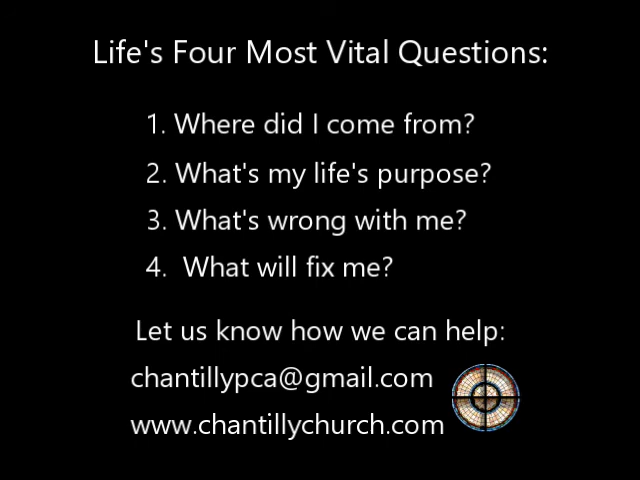 Life's Four Most Vital Questions:
1. Where did I come from?
2. What's my life's purpose?
3. What's wrong with me?
4. What will fix me?
Let us know how we can help:
chantillypca@gmail.com
www.chantillychurch.com